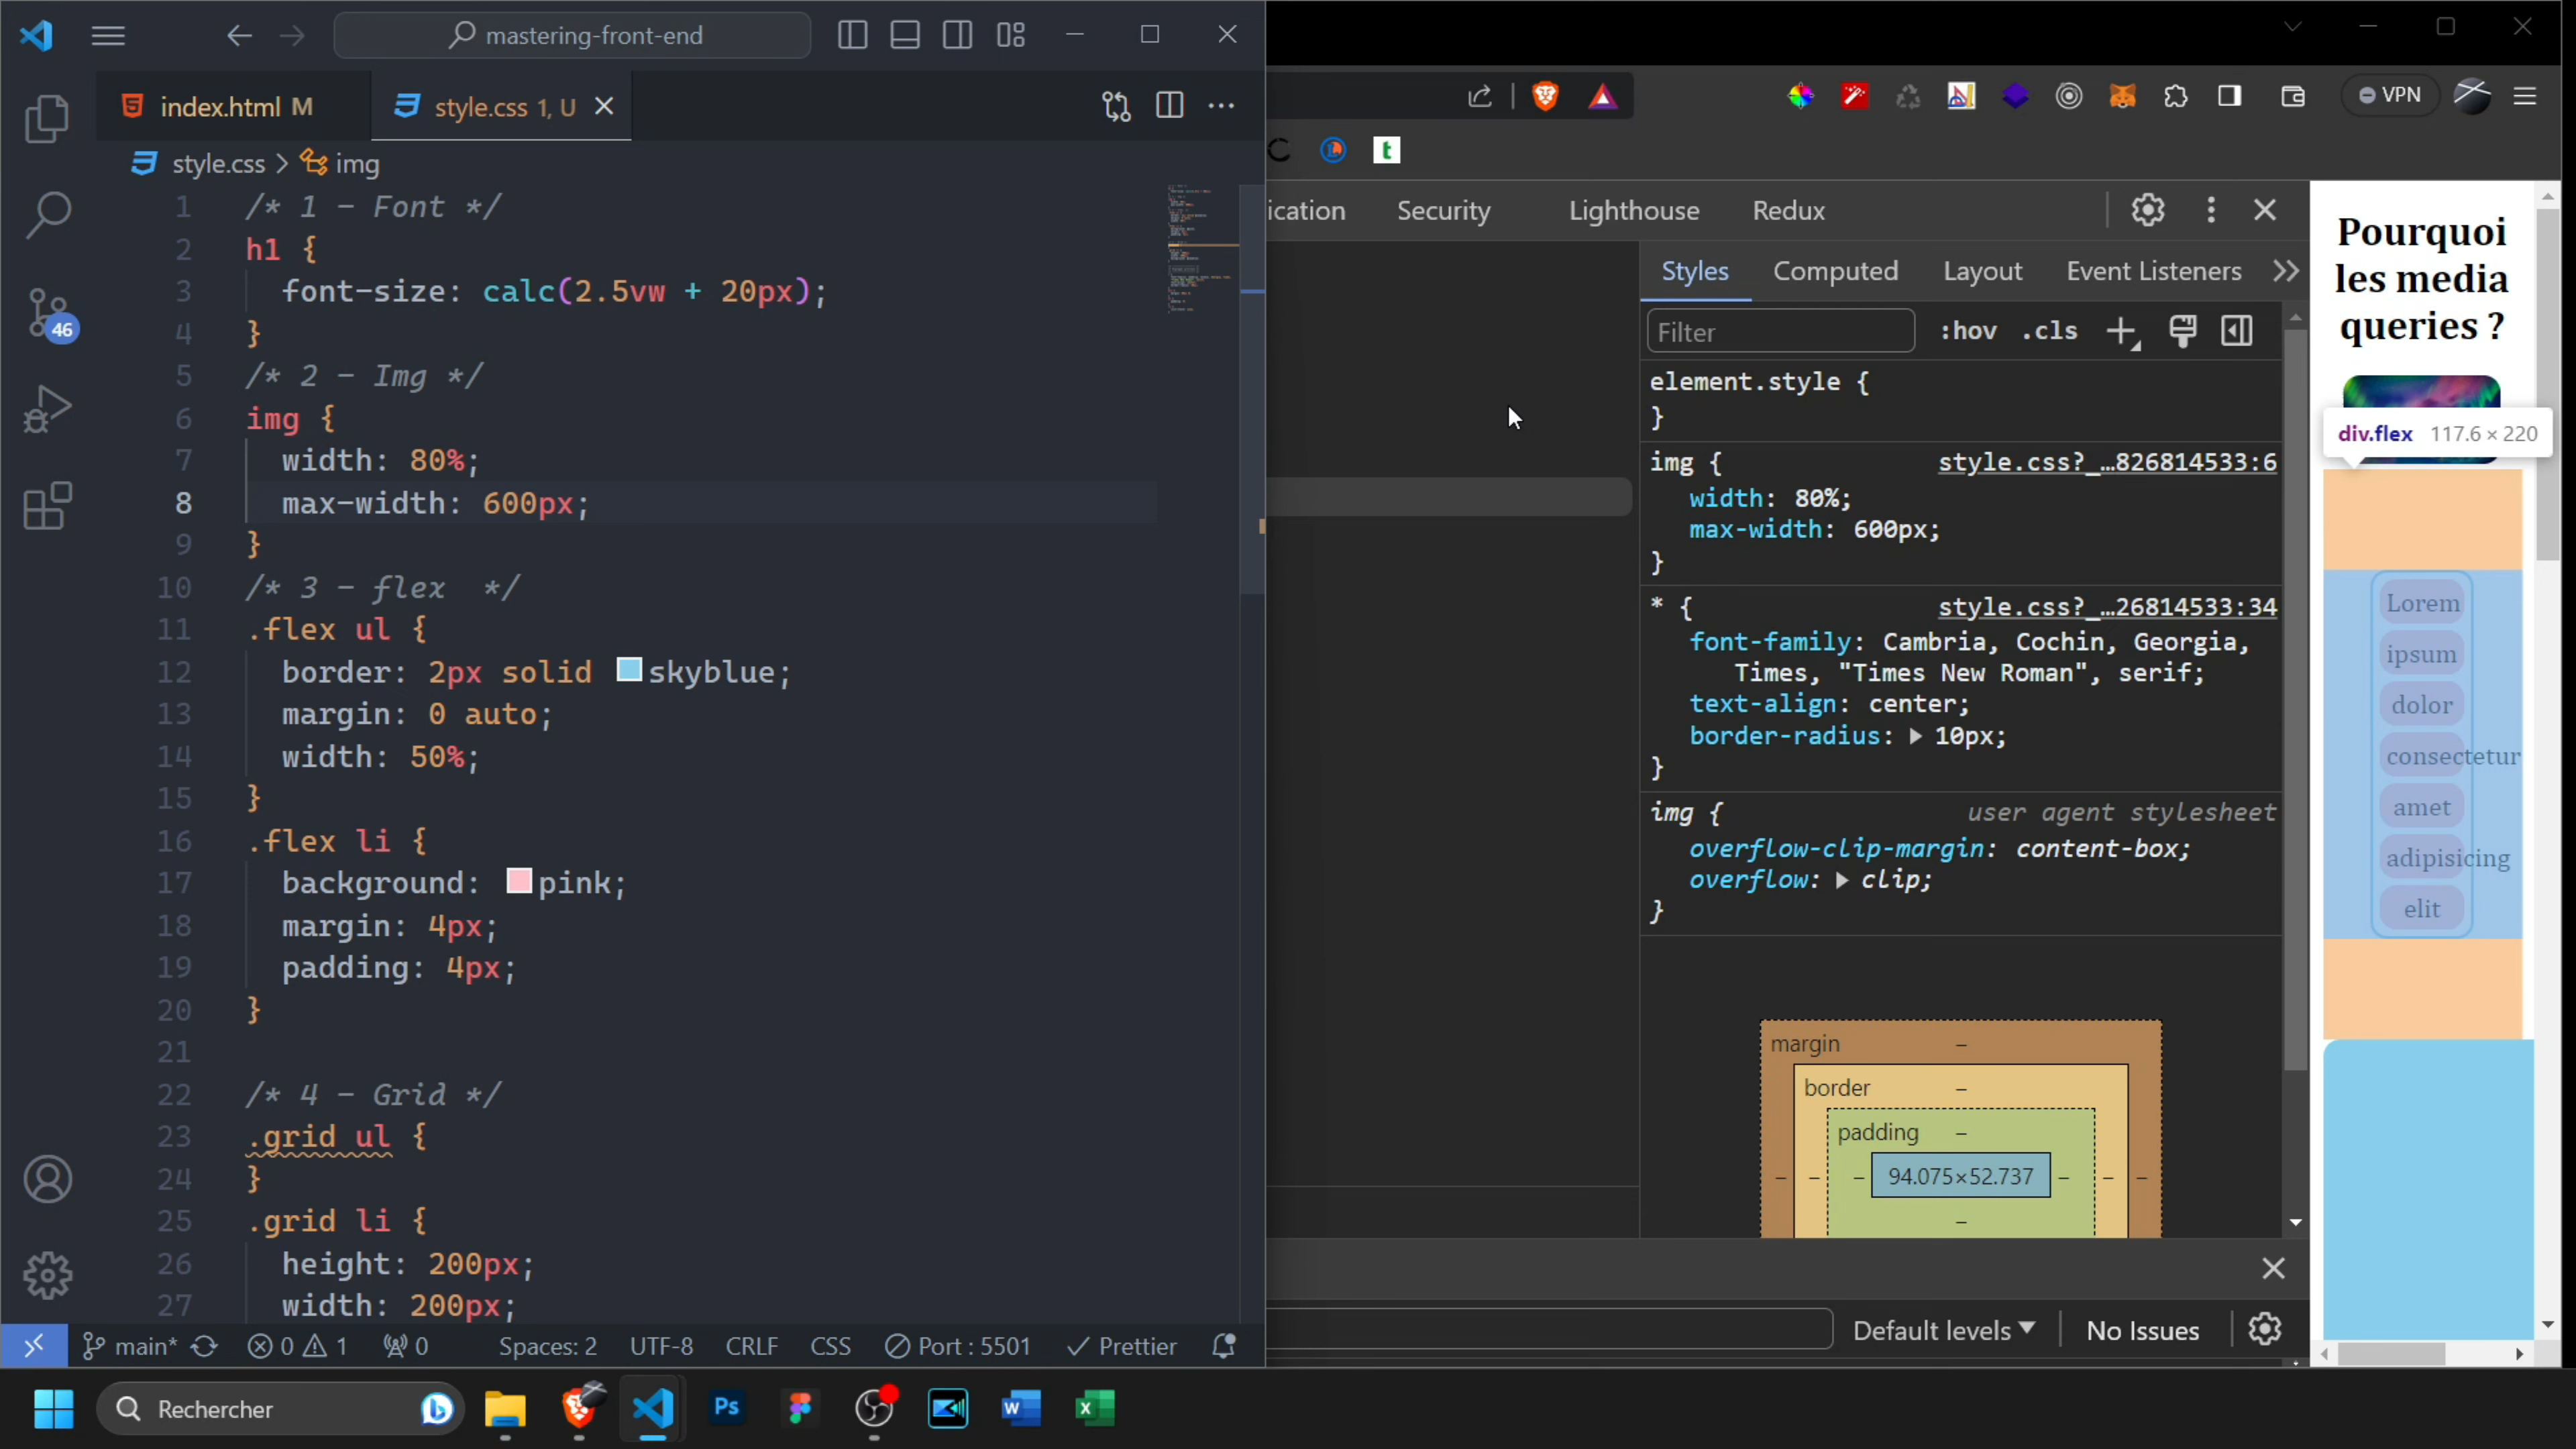 mastering-front-end
index.html M
style.css 1, U
style.css > img
1 /* 1 - Font */
2 h1 {
3 font-size: calc(2.5vw + 20px);
4 }
5 /* 2 - Img */
6 img {
7 width: 80%;
8 max-width: 600px;
9 }
10 /* 3 - flex */
11 .flex ul {
12 border: 2px solid skyblue;
13 margin: 0 auto;
14 width: 50%;
15 }
16 .flex li {
17 background: pink;
18 margin: 4px;
19 padding: 4px;
20 }
21
22 /* 4 - Grid */
23 .grid ul {
24 }
25 .grid li {
26 height: 200px;
27 width: 200px;
46
main* 0 1 0 Spaces: 2 UTF-8 CRLF CSS Port : 5501 Prettier
VPN
t
ication Security Lighthouse Redux
Styles Computed Layout Event Listeners
Filter :hov .cls
element.style {
}
img { style.css?_…826814533:6
width: 80%;
max-width: 600px;
}
* { style.css?_…26814533:34
font-family: Cambria, Cochin, Georgia,
Times, "Times New Roman", serif;
text-align: center;
border-radius: 10px;
}
img { user agent stylesheet
overflow-clip-margin: content-box;
overflow: clip;
}
margin –
border –
padding –
– – – 94.075×52.737 – – –
–
Default levels No Issues
Pourquoi
les media
queries ?
div.flex 117.6 × 220
Lorem
ipsum
dolor
consectetur
amet
adipisicing
elit
Rechercher
Ps
W
X